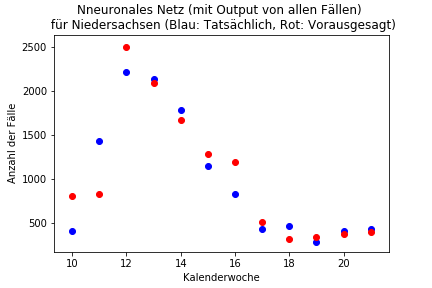 Nneuronales Netz (mit Output von allen Fällen)
für Niedersachsen (Blau: Tatsächlich, Rot: Vorausgesagt)
2500
2000
1500
1000
500
Anzahl der Fälle
10 12 14 16 18 20
Kalenderwoche